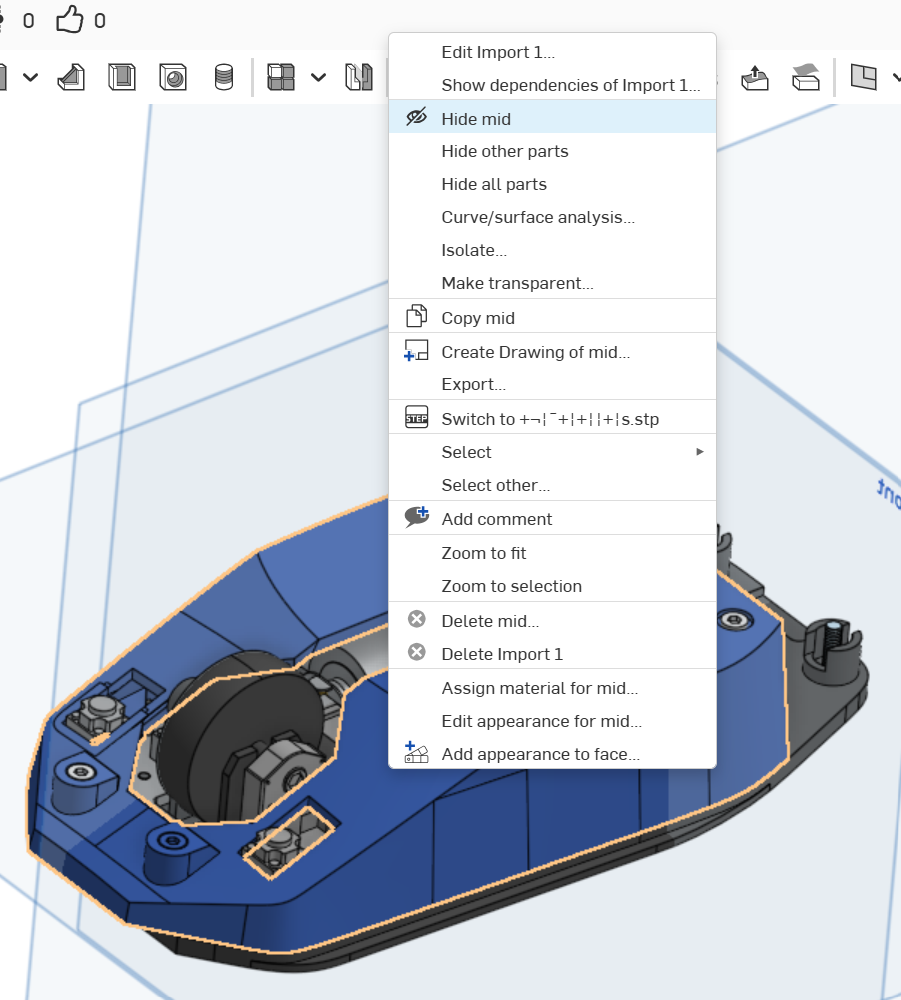 0 0
Edit Import 1...
Show dependencies of Import 1...
Hide mid
Hide other parts
Hide all parts
Curve/surface analysis...
Isolate...
Make transparent...
Copy mid
Create Drawing of mid...
Export...
STEP Switch to +¬¦¯+¦+¦¦+¦s.stp
Select
Select other...
Add comment
Zoom to fit
Zoom to selection
Delete mid...
Delete Import 1
Assign material for mid...
Edit appearance for mid...
Add appearance to face...